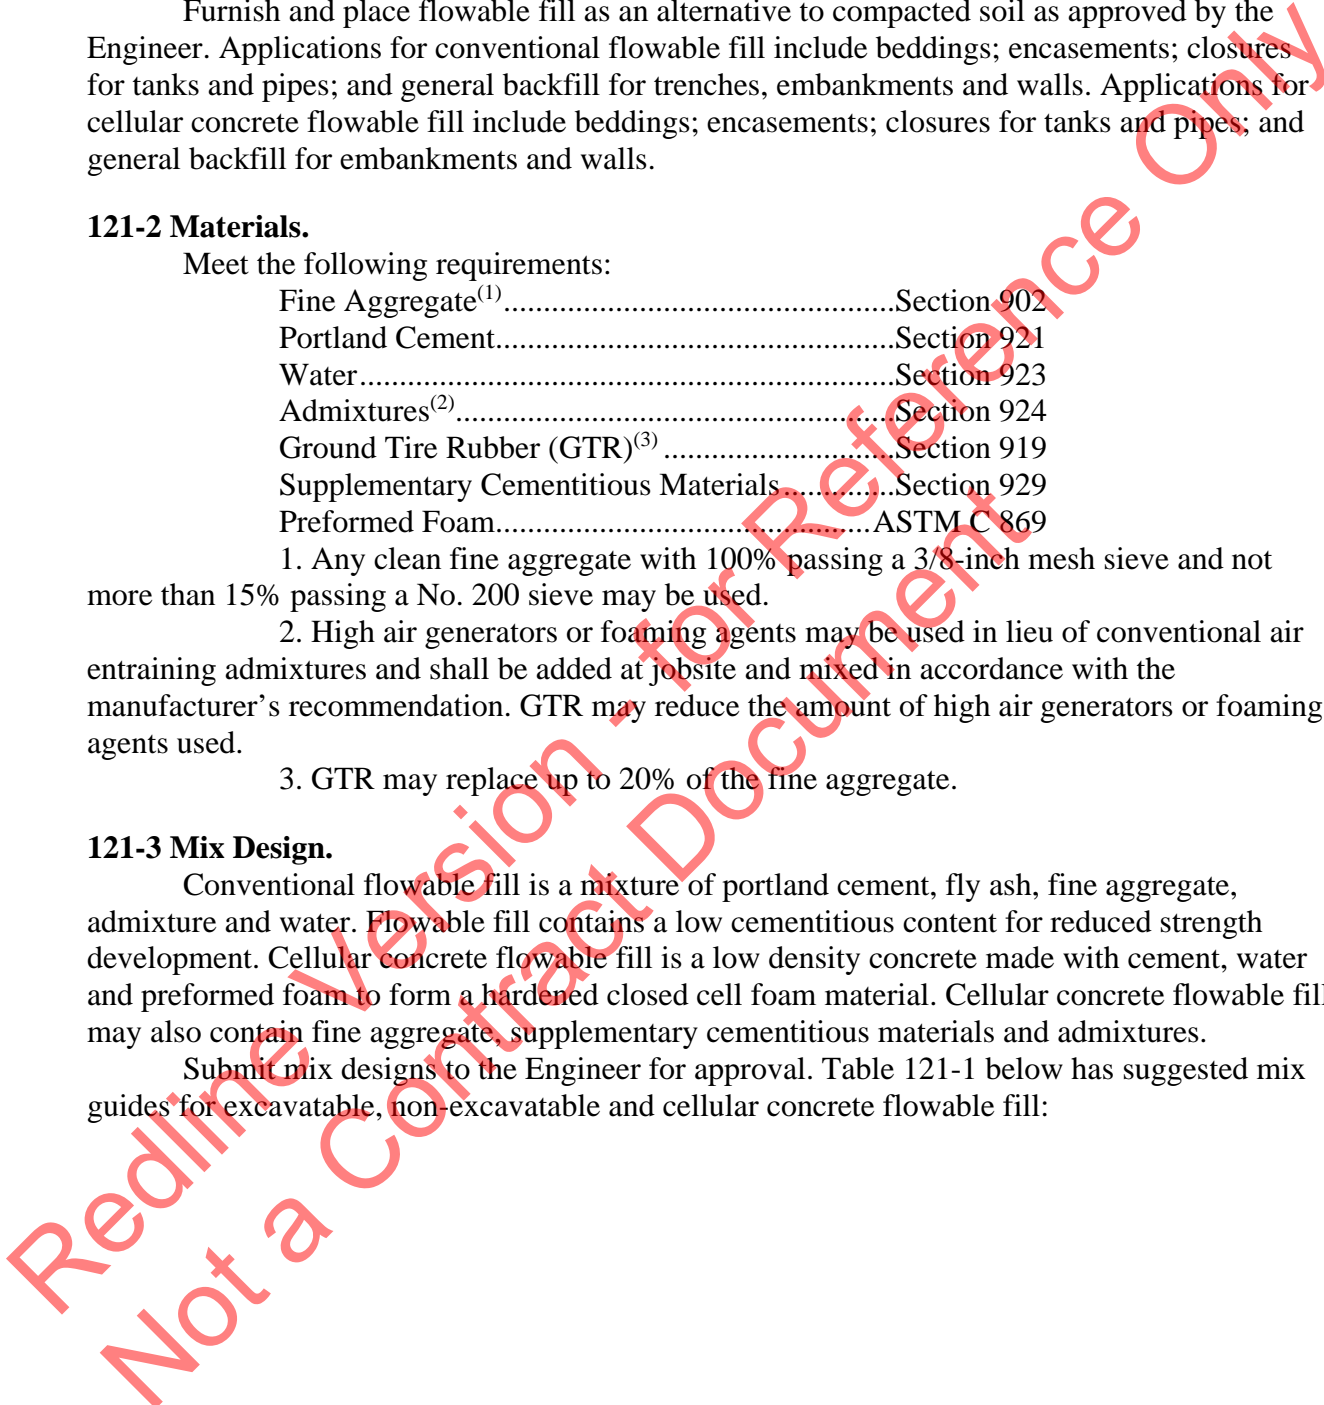 Furnish and place flowable fill as an alternative to compacted soil as approved by the
Engineer. Applications for conventional flowable fill include beddings; encasements; closures
for tanks and pipes; and general backfill for trenches, embankments and walls. Applications for
cellular concrete flowable fill include beddings; encasements; closures for tanks and pipes; and
general backfill for embankments and walls.
121-2 Materials.
Meet the following requirements:
Fine Aggregate(1).................................................Section 902
Portland Cement..................................................Section 921
Water...................................................................Section 923
Admixtures(2).......................................................Section 924
Ground Tire Rubber (GTR)(3).............................Section 919
Supplementary Cementitious Materials..............Section 929
Preformed Foam...............................................ASTM C 869
1. Any clean fine aggregate with 100% passing a 3/8-inch mesh sieve and not
more than 15% passing a No. 200 sieve may be used.
2. High air generators or foaming agents may be used in lieu of conventional air
entraining admixtures and shall be added at jobsite and mixed in accordance with the
manufacturer’s recommendation. GTR may reduce the amount of high air generators or foaming
agents used.
3. GTR may replace up to 20% of the fine aggregate.
121-3 Mix Design.
Conventional flowable fill is a mixture of portland cement, fly ash, fine aggregate,
admixture and water. Flowable fill contains a low cementitious content for reduced strength
development. Cellular concrete flowable fill is a low density concrete made with cement, water
and preformed foam to form a hardened closed cell foam material. Cellular concrete flowable fill
may also contain fine aggregate, supplementary cementitious materials and admixtures.
Submit mix designs to the Engineer for approval. Table 121-1 below has suggested mix
guides for excavatable, non-excavatable and cellular concrete flowable fill:
Redline Version - for Reference Only
Not a Contract Document